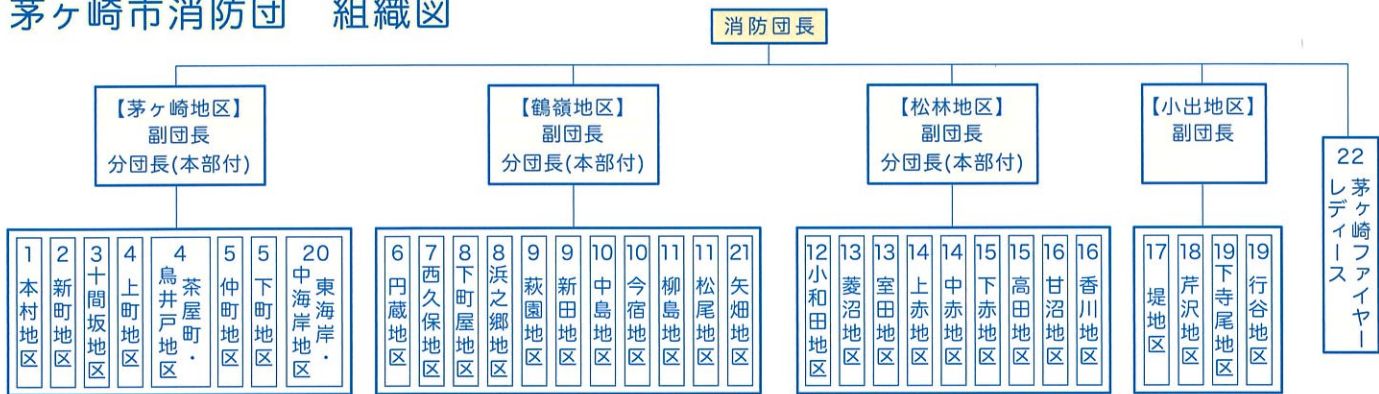 茅ヶ崎市消防団　組織図
消防団長
【茅ヶ崎地区】
副団長
分団長(本部付)
【鶴嶺地区】
副団長
分団長(本部付)
【松林地区】
副団長
分団長(本部付)
【小出地区】
副団長
22 茅ヶ崎ファイヤー
レディース
1 本村地区
2 新町地区
3 十間坂地区
4 上町地区
4 茶屋町・
鳥井戸地区
5 仲町地区
5 下町地区
20 東海岸・
中海岸地区
6 円蔵地区
7 西久保地区
8 下町屋地区
8 浜之郷地区
9 萩園地区
9 新田地区
10 中島地区
10 今宿地区
11 柳島地区
11 松尾地区
21 矢畑地区
12 小和田地区
13 菱沼地区
13 室田地区
14 上赤地区
14 中赤地区
15 下赤地区
15 高田地区
16 甘沼地区
16 香川地区
17 堤地区
18 芹沢地区
19 下寺尾地区
19 行谷地区